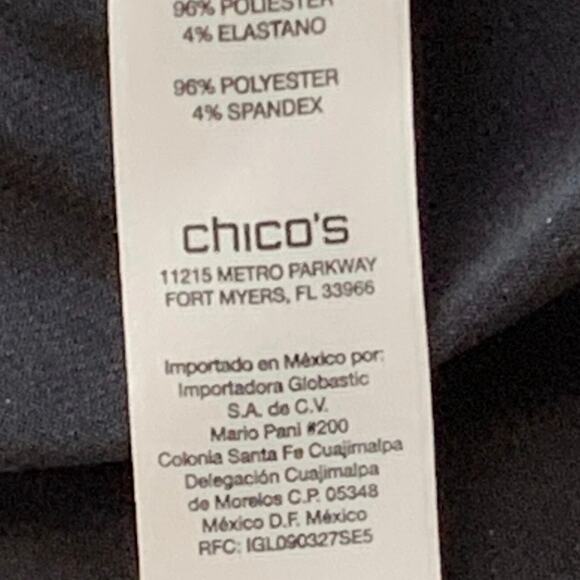 96% POLIESTER
4% ELASTANO
96% POLYESTER
4% SPANDEX
chico's
11215 METRO PARKWAY
FORT MYERS, FL 33966
Importado en México por:
Importadora Globastic
S.A. de C.V.
Mario Pani #200
Colonia Santa Fe Cuajimalpa
Delegación Cuajimalpa
de Morelos C.P. 05348
México D.F. México
RFC: IGL090327SE5